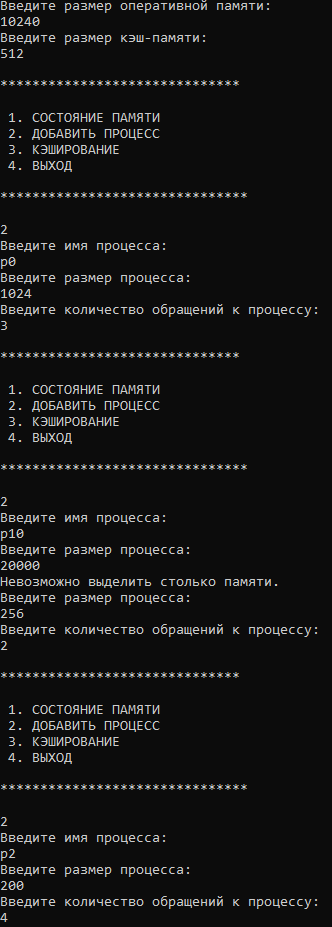 Введите размер оперативной памяти:
10240
Введите размер кэш-памяти:
512
******************************
1. СОСТОЯНИЕ ПАМЯТИ
2. ДОБАВИТЬ ПРОЦЕСС
3. КЭШИРОВАНИЕ
4. ВЫХОД
*******************************
2
Введите имя процесса:
p0
Введите размер процесса:
1024
Введите количество обращений к процессу:
3
******************************
1. СОСТОЯНИЕ ПАМЯТИ
2. ДОБАВИТЬ ПРОЦЕСС
3. КЭШИРОВАНИЕ
4. ВЫХОД
*******************************
2
Введите имя процесса:
p10
Введите размер процесса:
20000
Невозможно выделить столько памяти.
Введите размер процесса:
256
Введите количество обращений к процессу:
2
******************************
1. СОСТОЯНИЕ ПАМЯТИ
2. ДОБАВИТЬ ПРОЦЕСС
3. КЭШИРОВАНИЕ
4. ВЫХОД
*******************************
2
Введите имя процесса:
p2
Введите размер процесса:
200
Введите количество обращений к процессу:
4